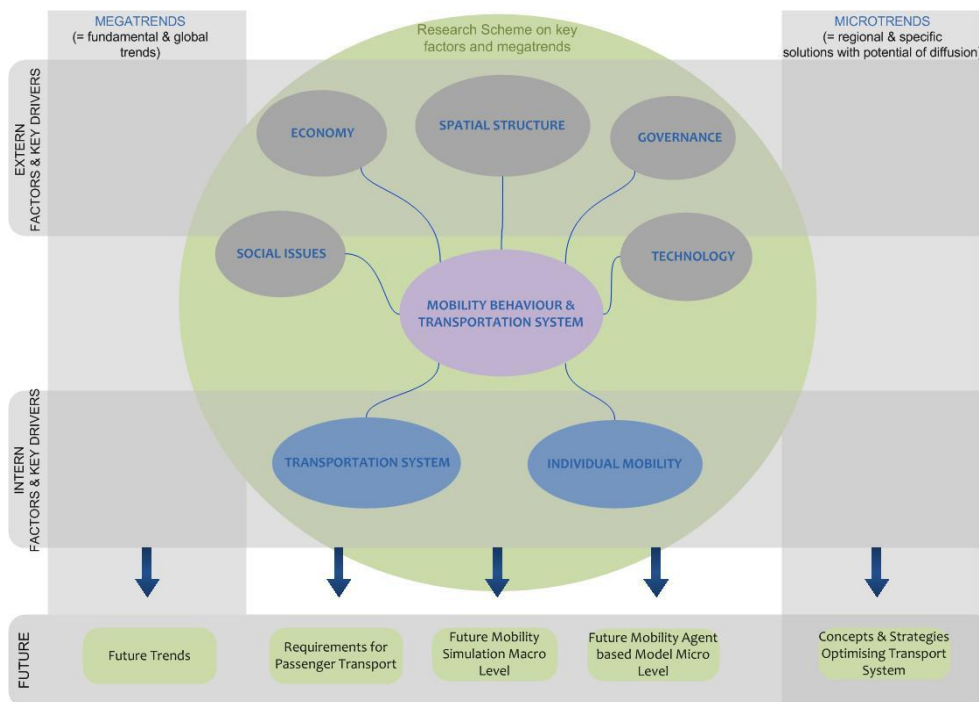 MEGATRENDS
(= fundamental & global
trends)
Research Scheme on key
factors and megatrends
MICROTRENDS
(= regional & specific
solutions with potential of diffusion)
EXTERN
FACTORS & KEY DRIVERS
ECONOMY
SPATIAL STRUCTURE
GOVERNANCE
SOCIAL ISSUES
TECHNOLOGY
MOBILITY BEHAVIOUR &
TRANSPORTATION SYSTEM
INTERN
FACTORS & KEY DRIVERS
TRANSPORTATION SYSTEM
INDIVIDUAL MOBILITY
FUTURE
Future Trends
Requirements for
Passenger Transport
Future Mobility
Simulation Macro
Level
Future Mobility Agent
based Model Micro
Level
Concepts & Strategies
Optimising Transport
System